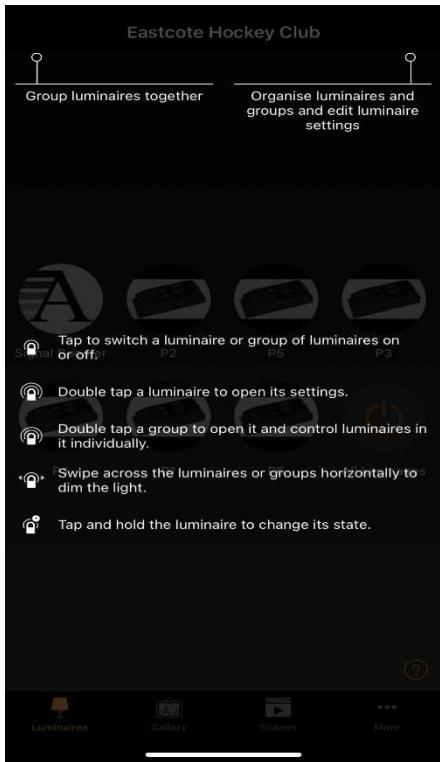 Eastcote Hockey Club
Group luminaires together
Organise luminaires and
groups and edit luminaire
settings
Tap to switch a luminaire or group of luminaires on
or off.
P2
P5
P3
Double tap a luminaire to open its settings.
Double tap a group to open it and control luminaires in
it individually.
Swipe across the luminaires or groups horizontally to
dim the light.
Tap and hold the luminaire to change its state.
Luminaires
Gallery
Scenes
More